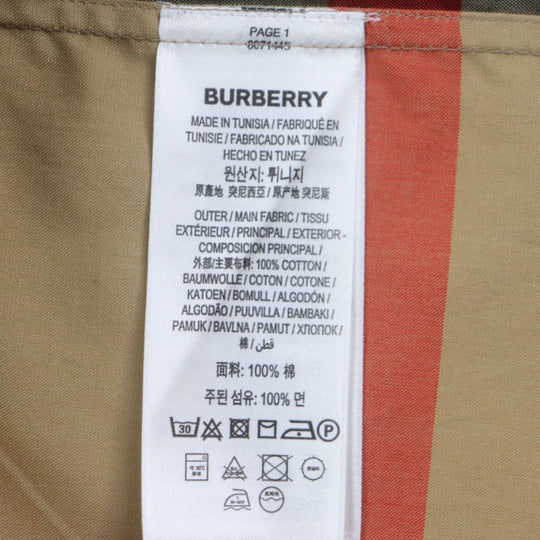 PAGE 1
8071445
BURBERRY
MADE IN TUNISIA / FABRIQUÉ EN
TUNISIE / FABRICADO NA TUNISIA /
HECHO EN TUNEZ
원산지: 튀니지
原產地 突尼西亞 / 原产地 突尼斯
OUTER / MAIN FABRIC / TISSU
EXTÉRIEUR / PRINCIPAL / EXTERIOR -
COMPOSICIÓN PRINCIPAL /
外部/主要布料: 100% COTTON /
BAUMWOLLE / COTON / COTONE /
KATOEN / BOMULL / ALGODÓN /
ALGODÃO / PUUVILLA / BAMBAKI /
PAMUK / BAVLNA / PAMUT / ХЛОПОК /
棉 / قطن /
面料: 100% 棉
주된 섬유: 100% 면
30
P